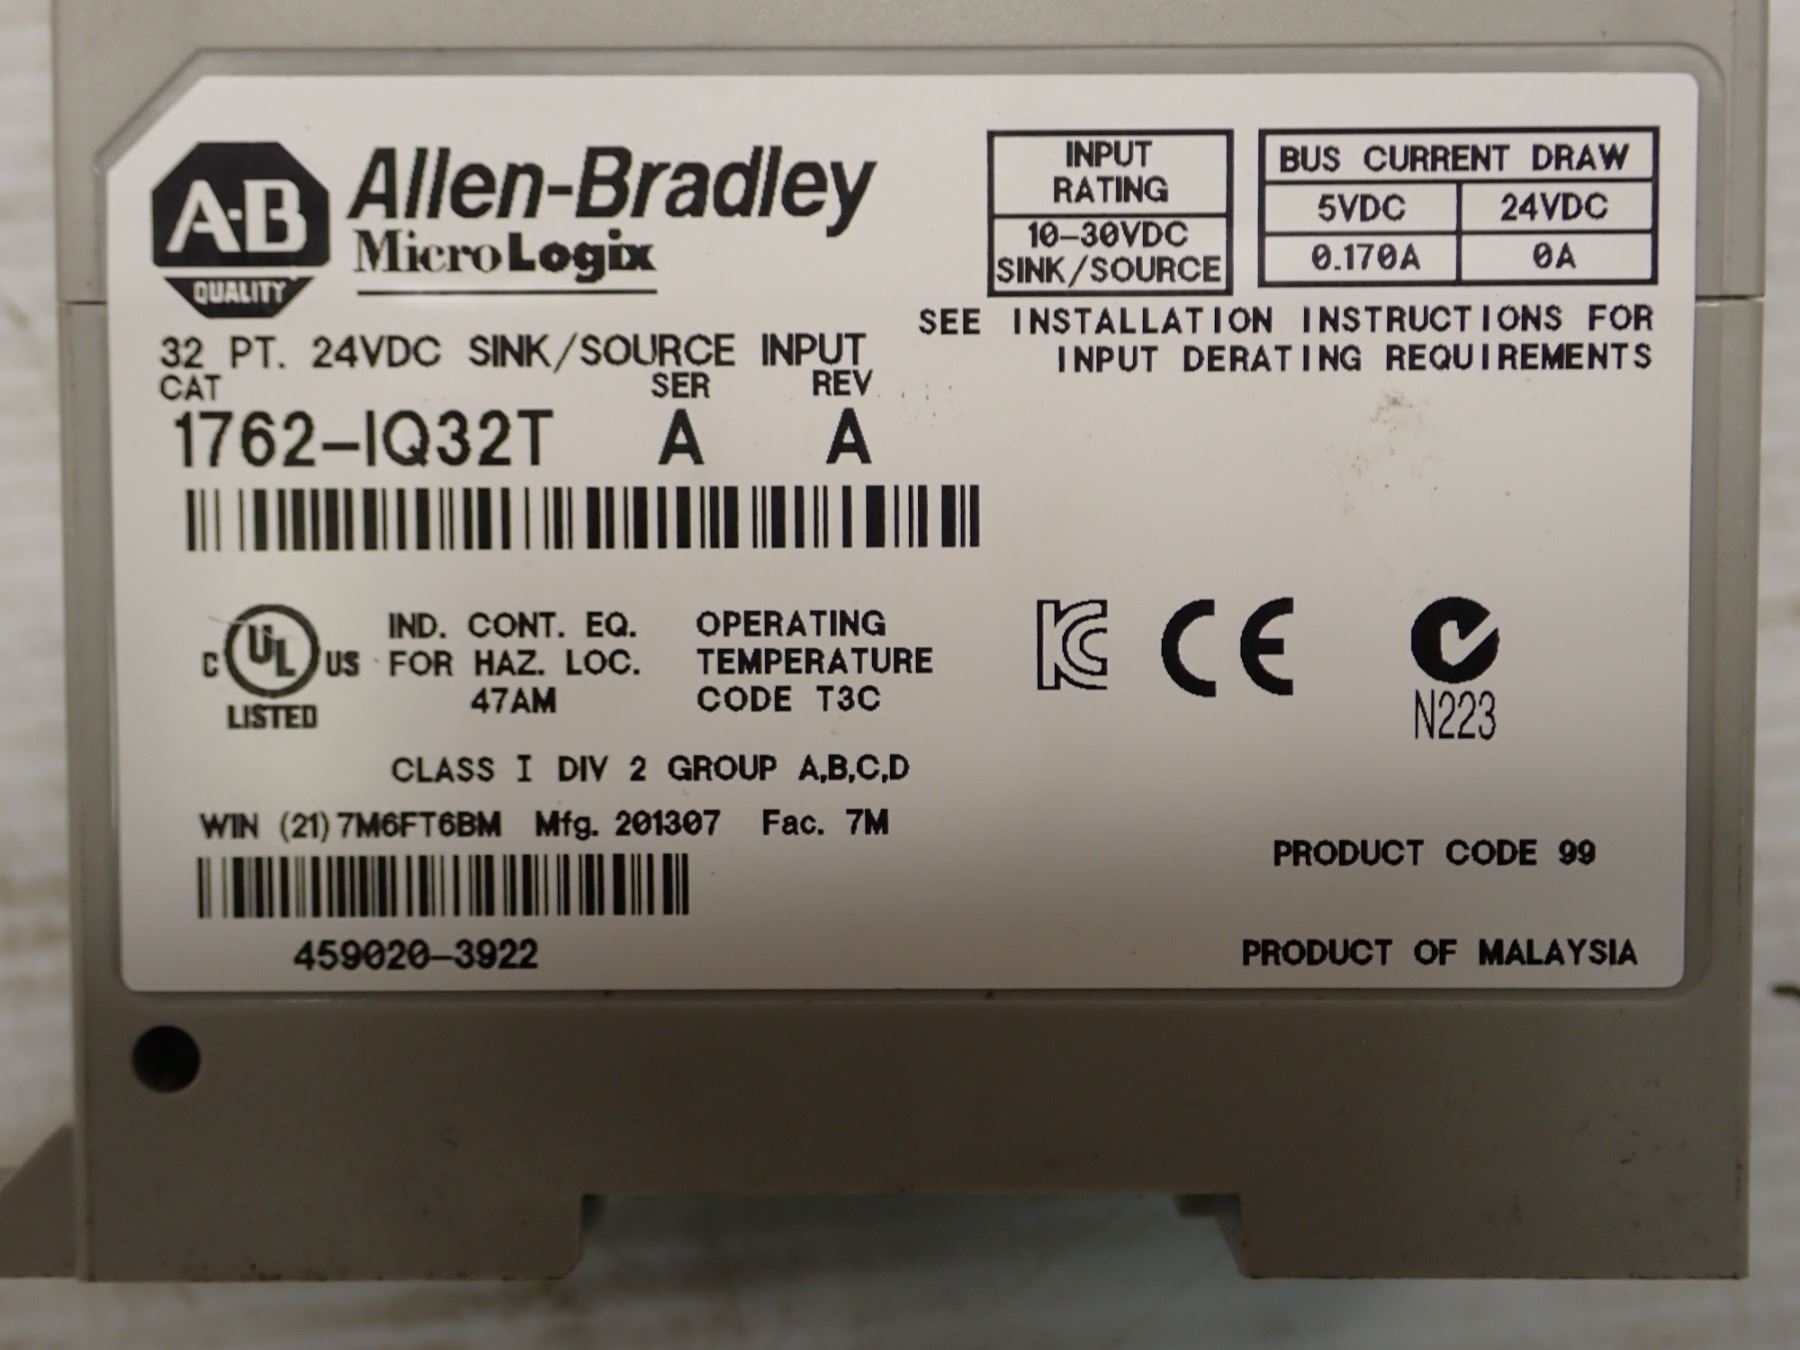 A-B
QUALITY
Allen-Bradley
MicroLogix
INPUT
RATING
10-30VDC
SINK/SOURCE
BUS CURRENT DRAW
5VDC 24VDC
0.170A 0A
SEE INSTALLATION INSTRUCTIONS FOR
INPUT DERATING REQUIREMENTS
32 PT. 24VDC SINK/SOURCE INPUT
CAT SER REV
1762-IQ32T A A
C UL US
LISTED
IND. CONT. EQ.
FOR HAZ. LOC.
47AM
OPERATING
TEMPERATURE
CODE T3C
KC CE
N223
CLASS I DIV 2 GROUP A,B,C,D
WIN (21) 7M6FT6BM Mfg. 201307 Fac. 7M
459020-3922
PRODUCT CODE 99
PRODUCT OF MALAYSIA